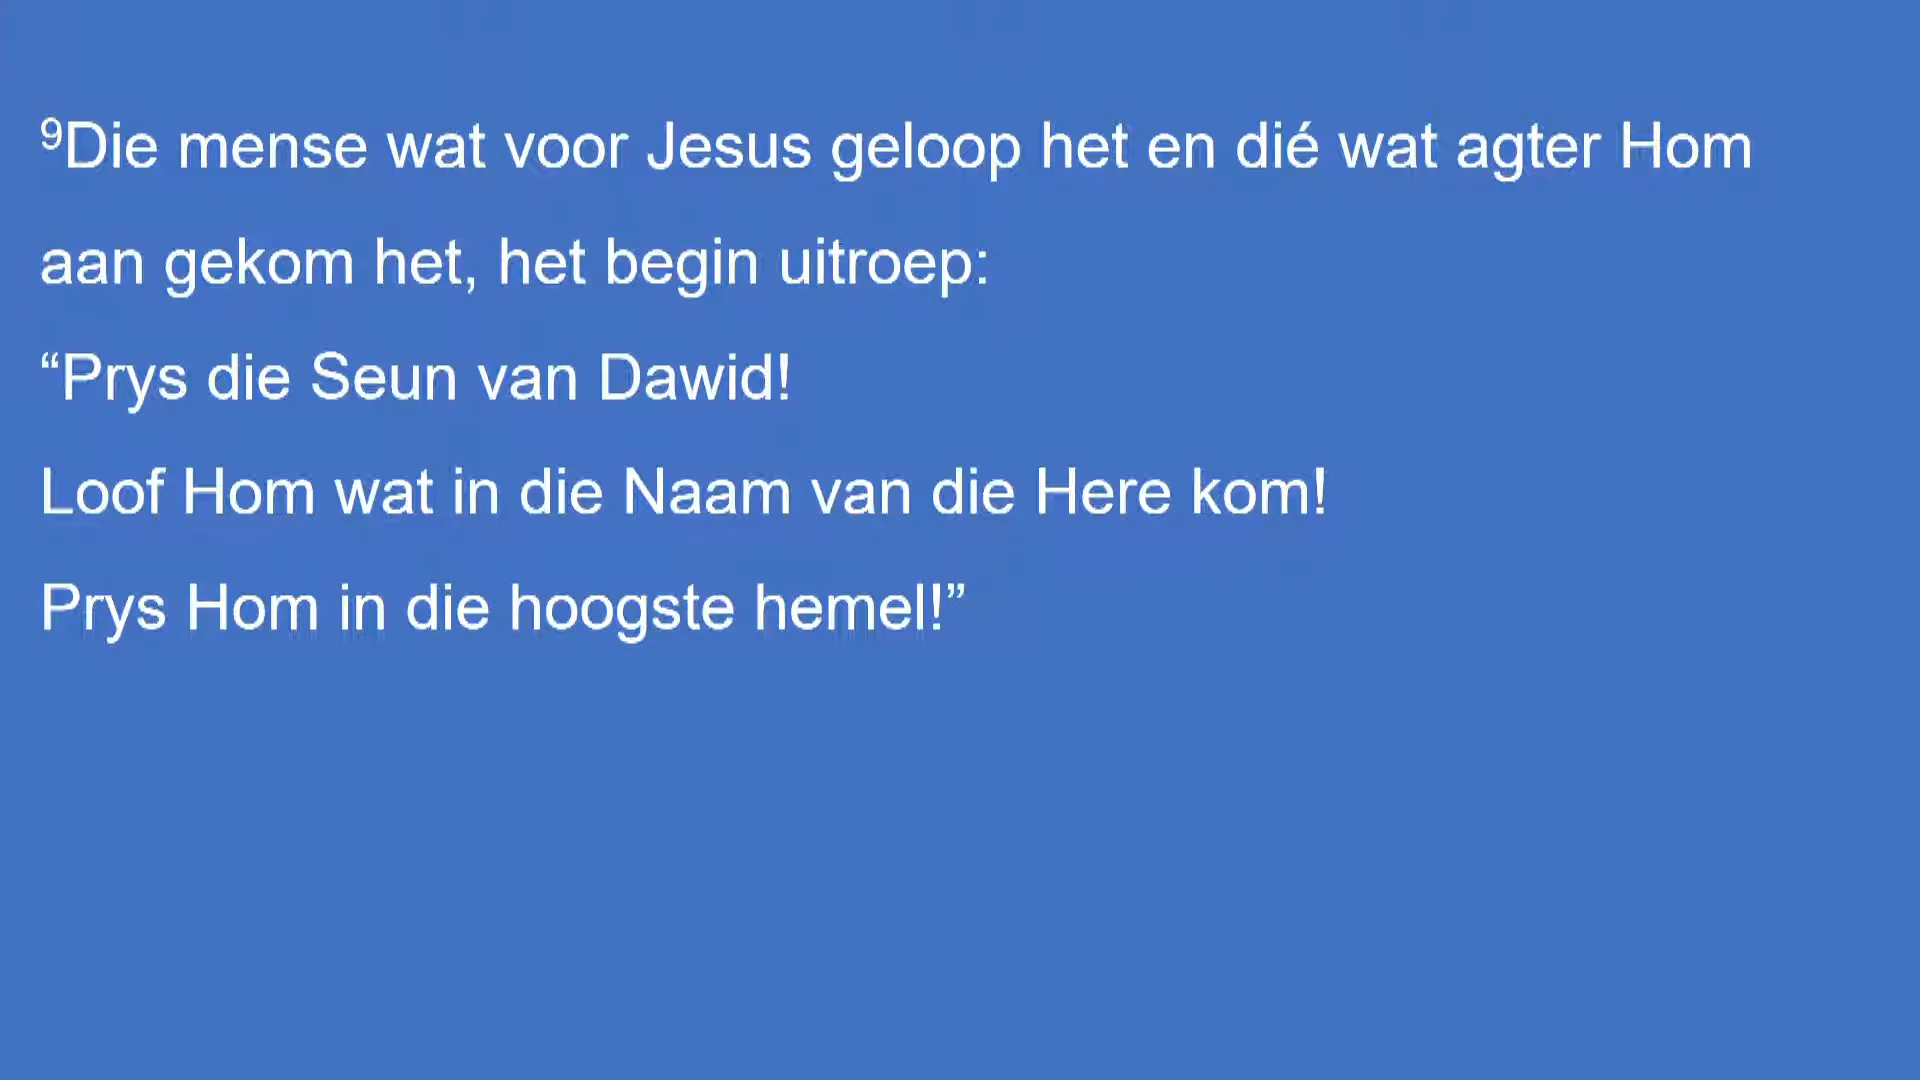 ⁹Die mense wat voor Jesus geloop het en dié wat agter Hom
aan gekom het, het begin uitroep:
“Prys die Seun van Dawid!
Loof Hom wat in die Naam van die Here kom!
Prys Hom in die hoogste hemel!”